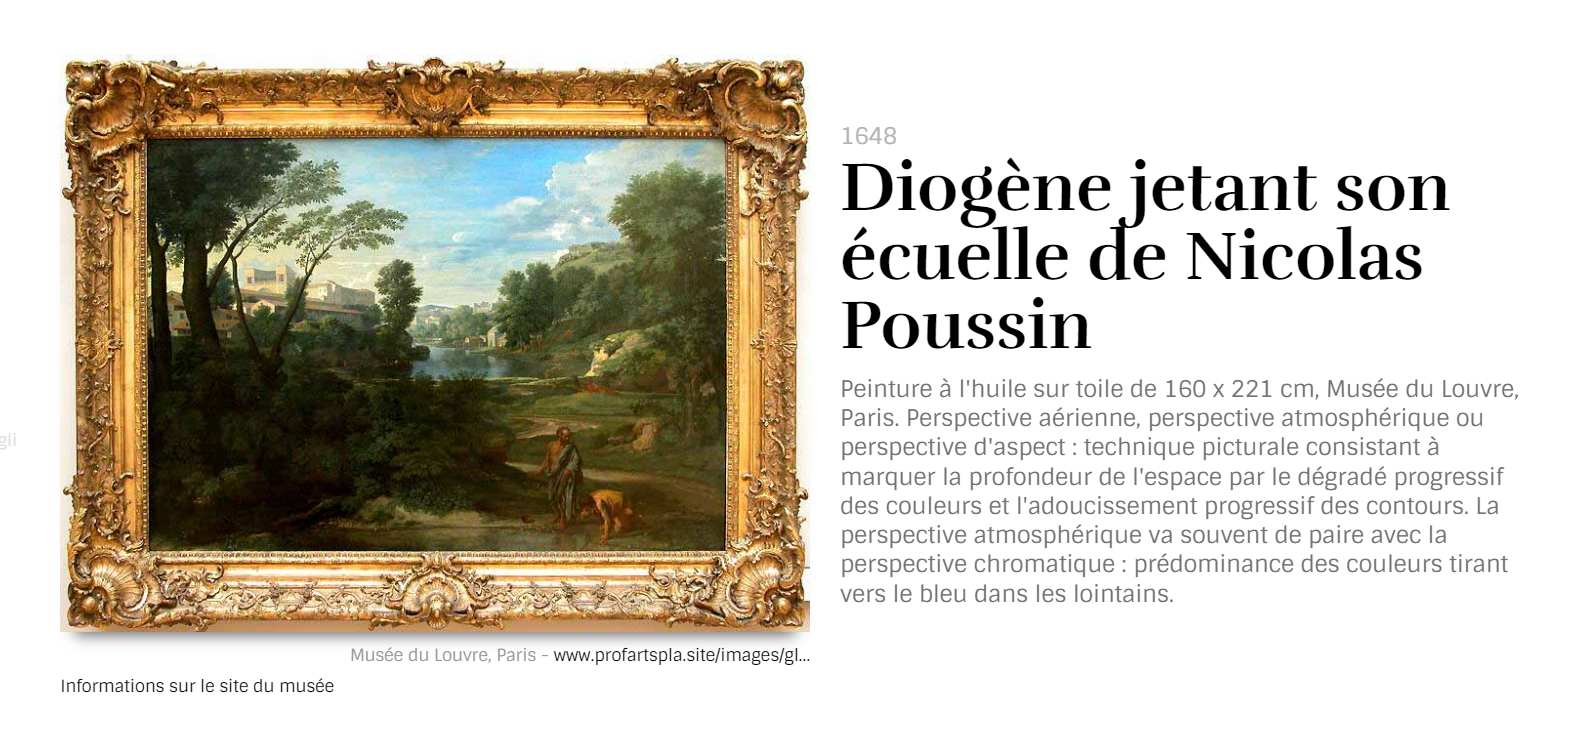 1648
Diogène jetant son
écuelle de Nicolas
Poussin
Peinture à l'huile sur toile de 160 x 221 cm, Musée du Louvre,
Paris. Perspective aérienne, perspective atmosphérique ou
perspective d'aspect : technique picturale consistant à
marquer la profondeur de l'espace par le dégradé progressif
des couleurs et l'adoucissement progressif des contours. La
perspective atmosphérique va souvent de paire avec la
perspective chromatique : prédominance des couleurs tirant
vers le bleu dans les lointains.
gli
Musée du Louvre, Paris - www.profartspla.site/images/gl...
Informations sur le site du musée